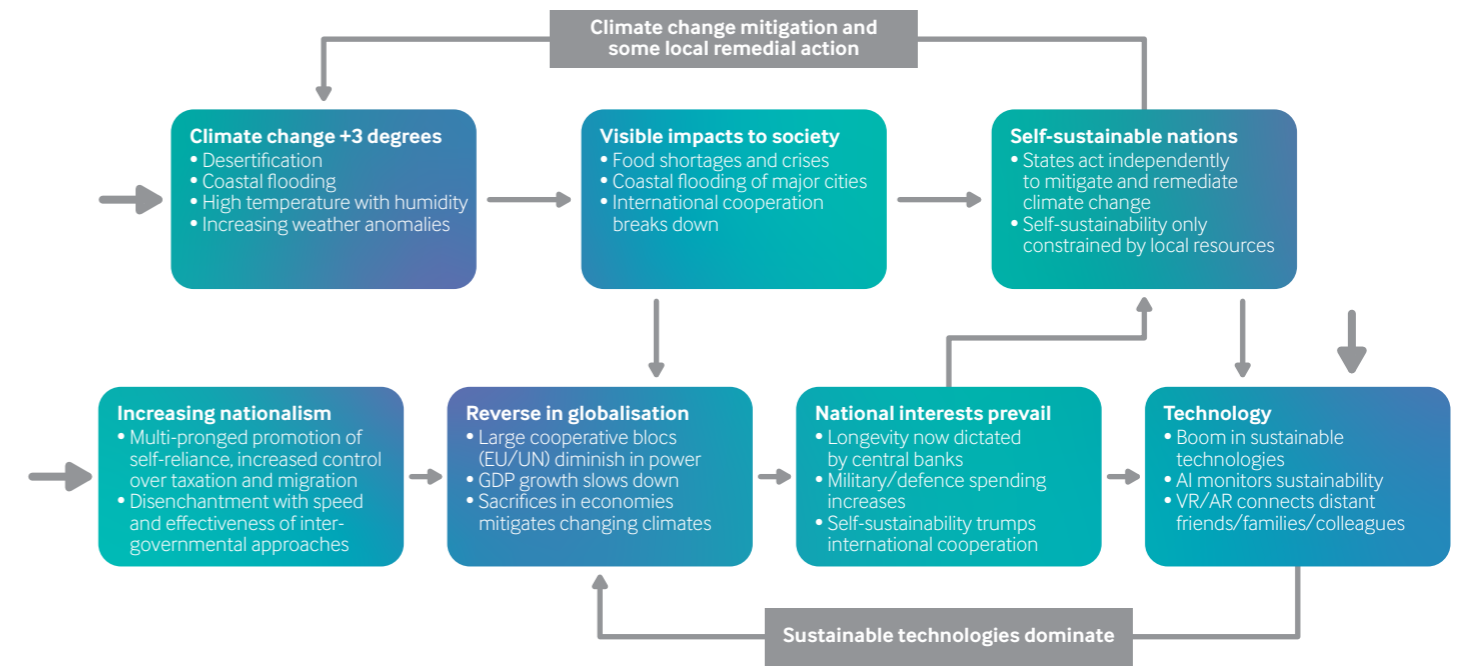 Climate change mitigation and
some local remedial action
Climate change +3 degrees
• Desertification
• Coastal flooding
• High temperature with humidity
• Increasing weather anomalies
Visible impacts to society
• Food shortages and crises
• Coastal flooding of major cities
• International cooperation
breaks down
Self-sustainable nations
• States act independently
to mitigate and remediate
climate change
• Self-sustainability only
constrained by local resources
Increasing nationalism
• Multi-pronged promotion of
self-reliance, increased control
over taxation and migration
• Disenchantment with speed
and effectiveness of inter-
governmental approaches
Reverse in globalisation
• Large cooperative blocs
(EU/UN) diminish in power
• GDP growth slows down
• Sacrifices in economies
mitigates changing climates
National interests prevail
• Longevity now dictated
by central banks
• Military/defence spending
increases
• Self-sustainability trumps
international cooperation
Technology
• Boom in sustainable
technologies
• AI monitors sustainability
• VR/AR connects distant
friends/families/colleagues
Sustainable technologies dominate